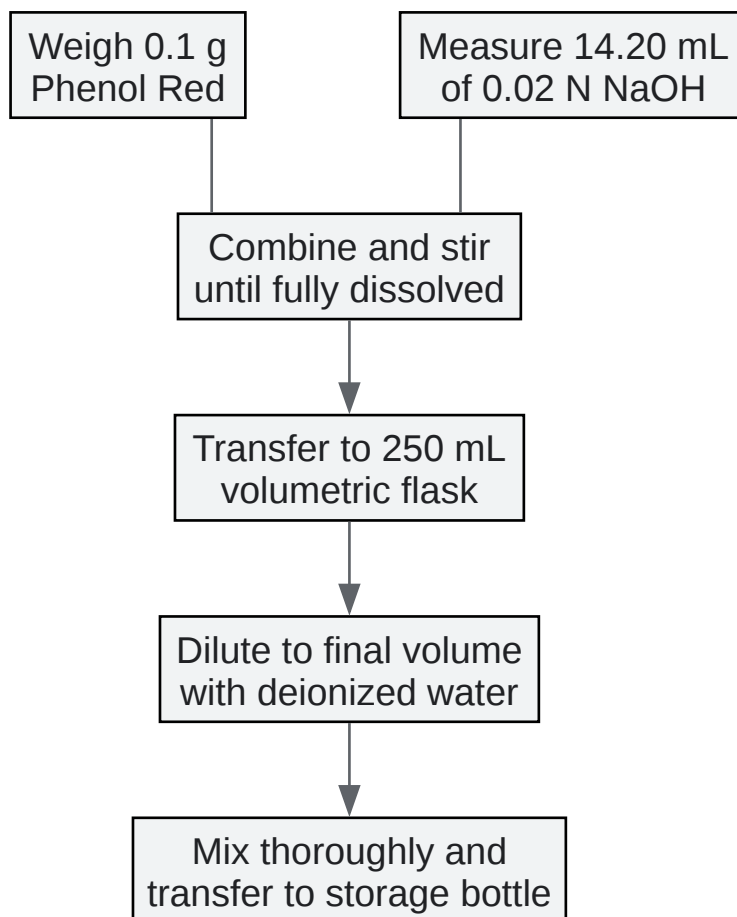 Weigh 0.1 g
Phenol Red
Measure 14.20 mL
of 0.02 N NaOH
Combine and stir
until fully dissolved
Transfer to 250 mL
volumetric flask
Dilute to final volume
with deionized water
Mix thoroughly and
transfer to storage bottle